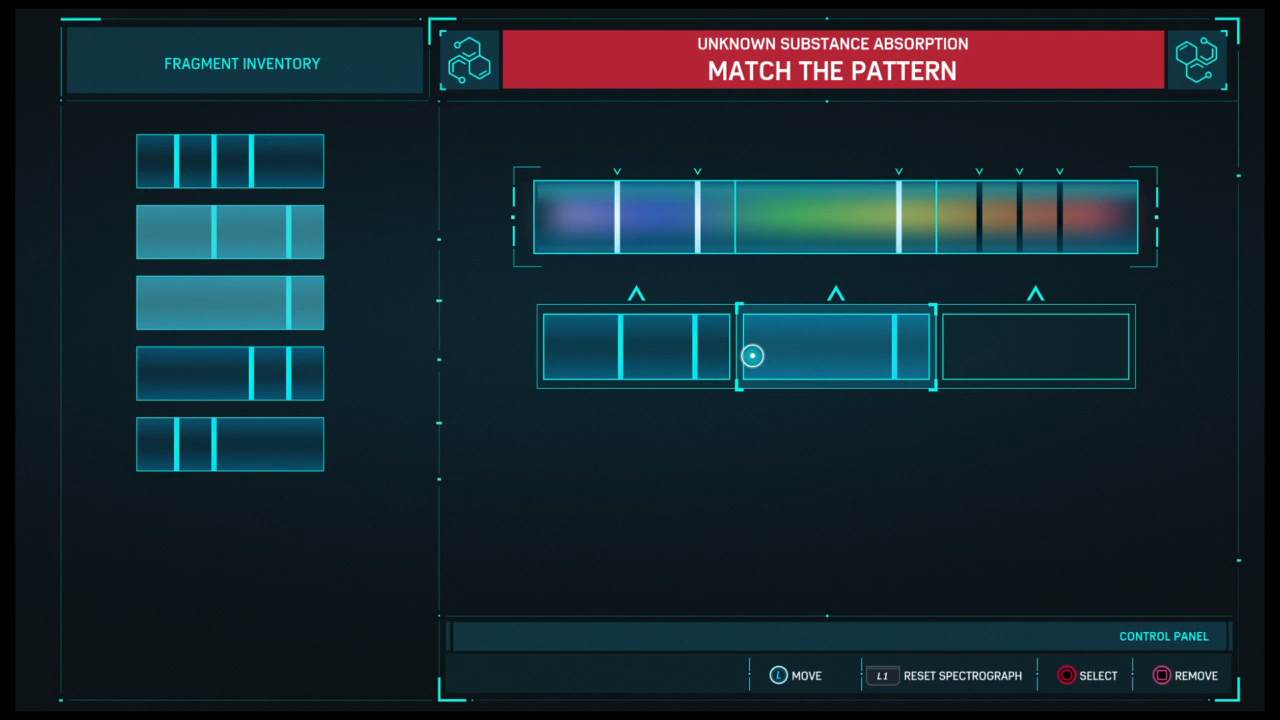 FRAGMENT INVENTORY
UNKNOWN SUBSTANCE ABSORPTION
MATCH THE PATTERN
CONTROL PANEL
L MOVE
L1 RESET SPECTROGRAPH
SELECT
REMOVE